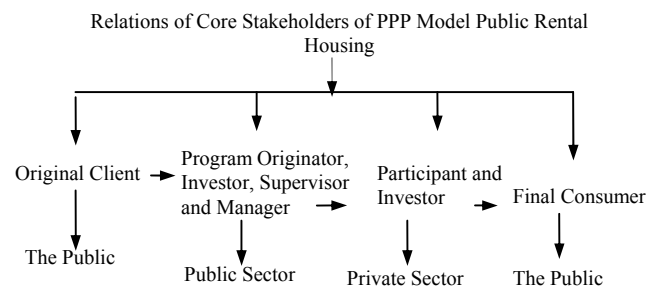 Relations of Core Stakeholders of PPP Model Public Rental
Housing
Original Client
Program Originator,
Investor, Supervisor
and Manager
Participant and
Investor
Final Consumer
The Public
Public Sector
Private Sector
The Public